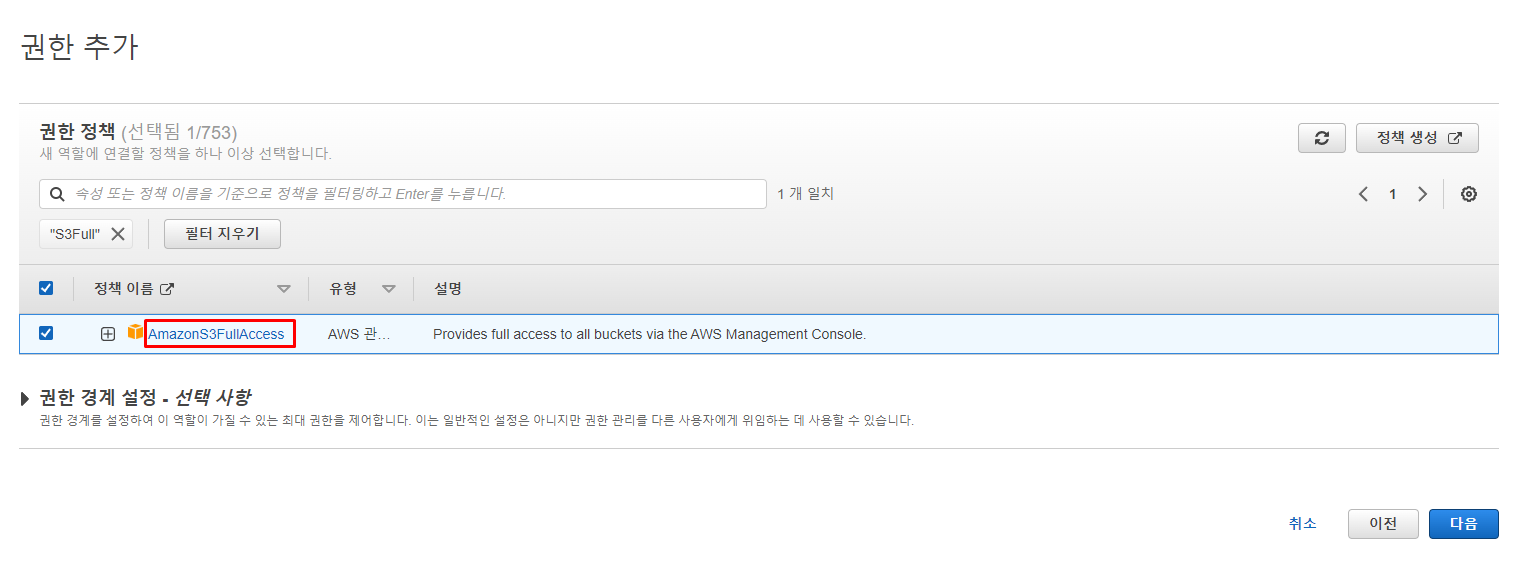 권한 추가
권한 정책 (선택됨 1/753)
새 역할에 연결할 정책을 하나 이상 선택합니다.
정책 생성
속성 또는 정책 이름을 기준으로 정책을 필터링하고 Enter를 누릅니다.
1 개 일치
1
"S3Full"
필터 지우기
정책 이름 유형 설명
AmazonS3FullAccess AWS 관... Provides full access to all buckets via the AWS Management Console.
권한 경계 설정 - 선택 사항
권한 경계를 설정하여 이 역할이 가질 수 있는 최대 권한을 제어합니다. 이는 일반적인 설정은 아니지만 권한 관리를 다른 사용자에게 위임하는 데 사용할 수 있습니다.
취소 이전 다음